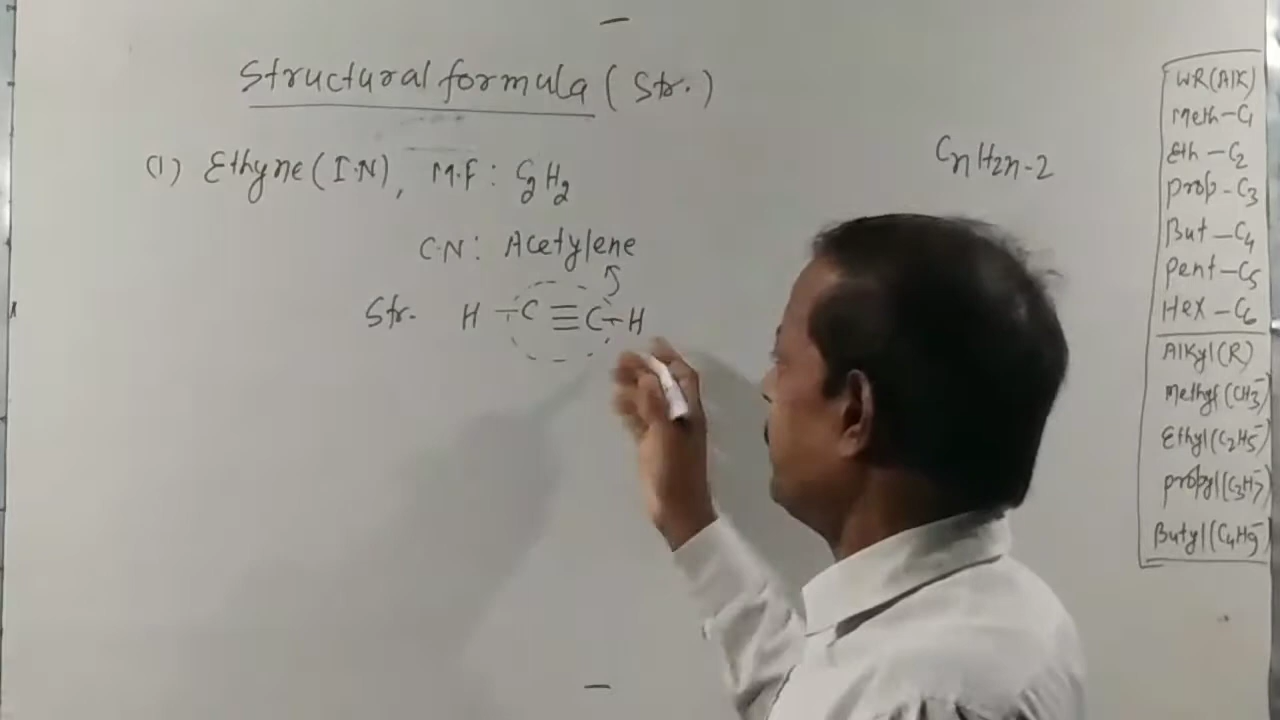 Structural formula (Str.)
(1) Ethyne (I.N), M.F : C₂H₂
C.N : Acetylene
Str. H - C ≡ C - H
CnH2n-2
WR (Alk)
Meth - C₁
Eth - C₂
Prop - C₃
But - C₄
Pent - C₅
Hex - C₆
Alkyl (R)
Methyl (CH₃⁻)
Ethyl (C₂H₅⁻)
propyl (C₃H₇⁻)
Butyl (C₄H₉⁻)